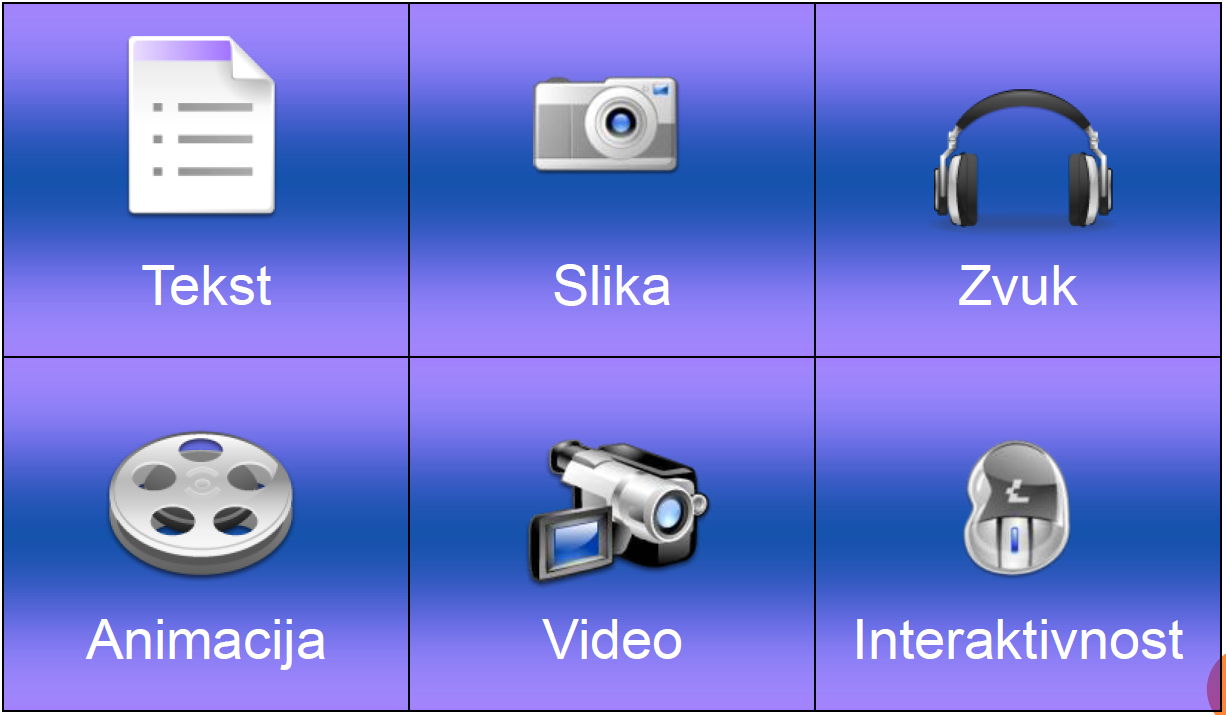 Tekst
Slika
Zvuk
Animacija
Video
Interaktivnost